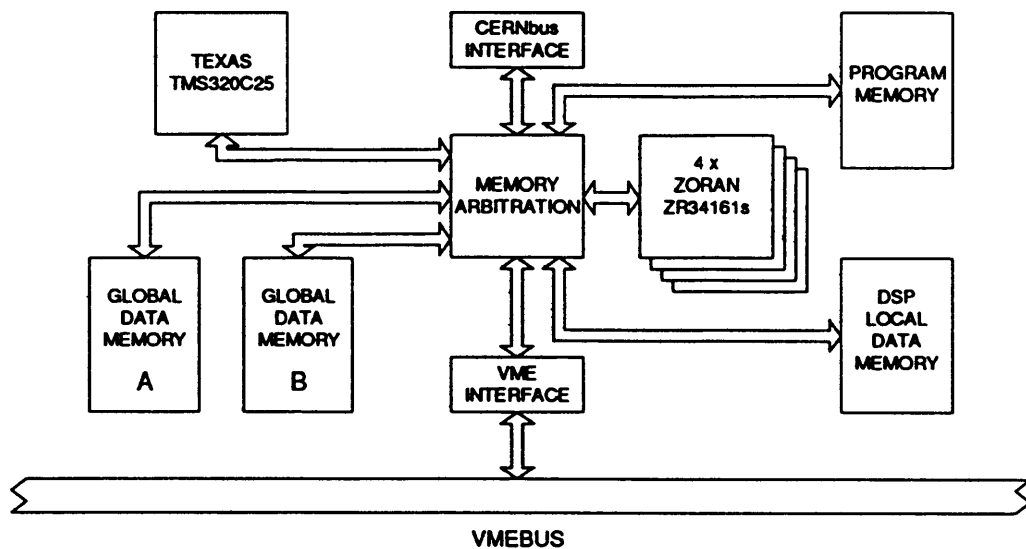 TEXAS
TMS320C25
CERNbus
INTERFACE
PROGRAM
MEMORY
MEMORY
ARBITRATION
4 x
ZORAN
ZR34161s
GLOBAL
DATA
MEMORY
A
GLOBAL
DATA
MEMORY
B
DSP
LOCAL
DATA
MEMORY
VME
INTERFACE
VMEBUS